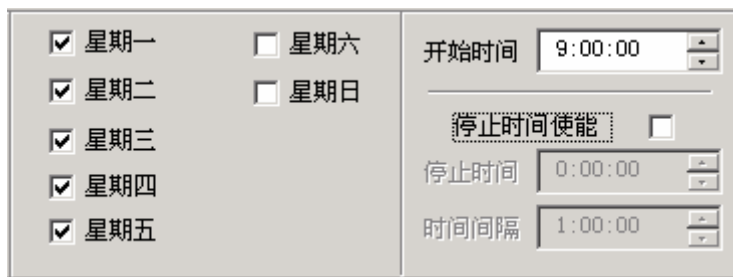 星期一
星期二
星期三
星期四
星期五
星期六
星期日
开始时间 9:00:00
停止时间使能
停止时间 0:00:00
时间间隔 1:00:00